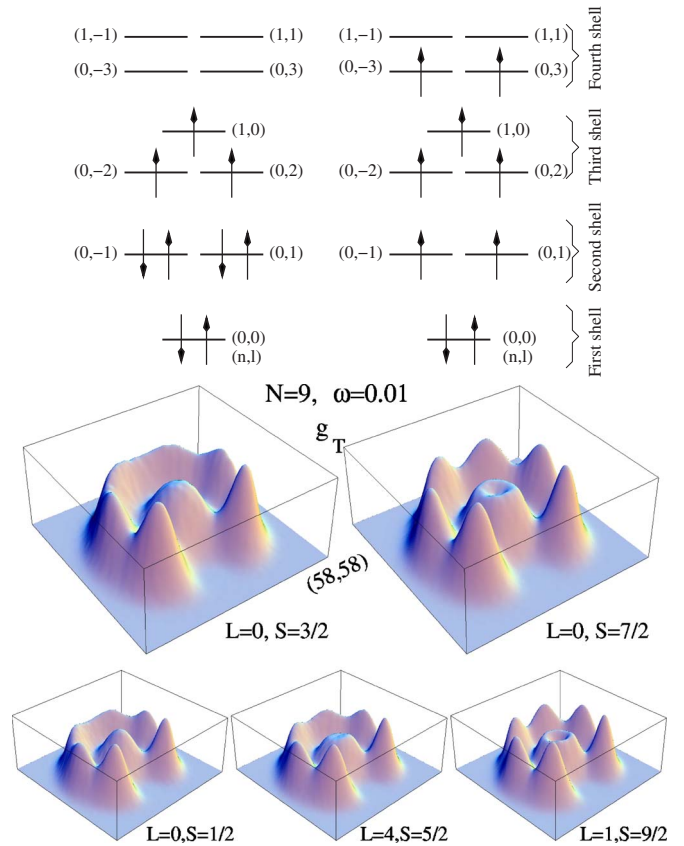 (1,−1) (1,1) (1,−1) (1,1)
(0,−3) (0,3) (0,−3) (0,3)
Fourth shell
(1,0) (1,0)
(0,−2) (0,2) (0,−2) (0,2)
Third shell
(0,−1) (0,1) (0,−1) (0,1)
Second shell
(0,0) (0,0)
(n,l) (n,l)
First shell
N=9, ω=0.01
g T
(58,58)
L=0, S=3/2 L=0, S=7/2
L=0,S=1/2 L=4,S=5/2 L=1,S=9/2